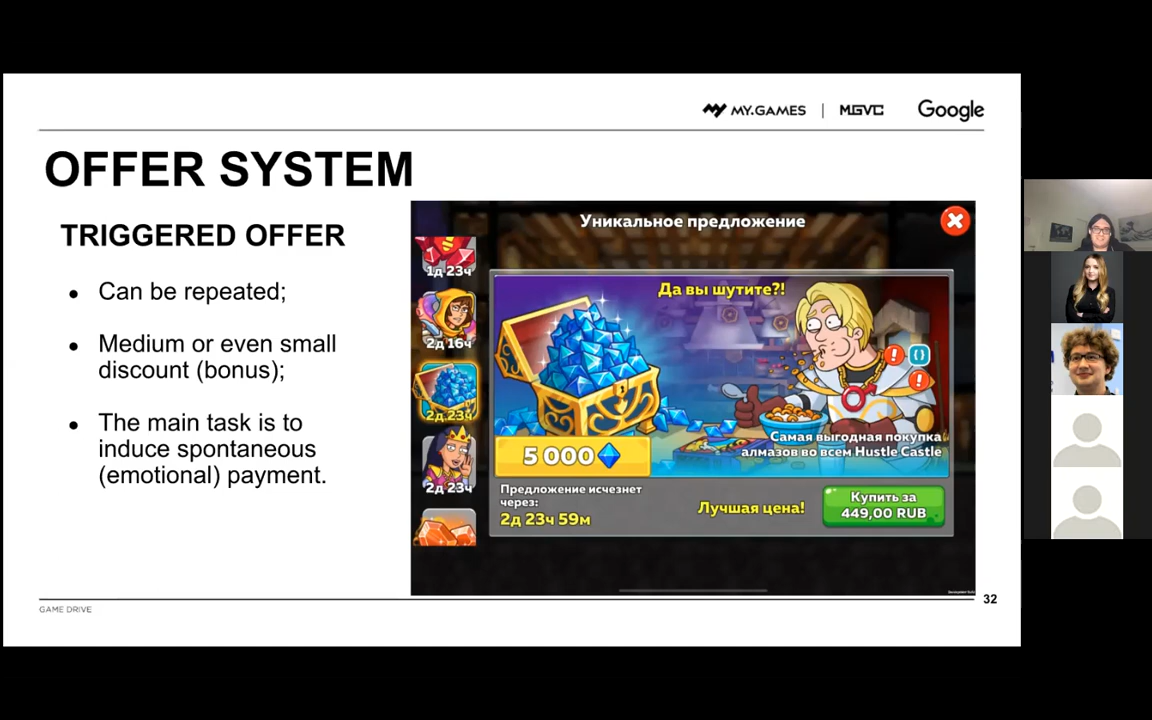 MY.GAMES | MGVC Google
OFFER SYSTEM
TRIGGERED OFFER
• Can be repeated;
• Medium or even small
discount (bonus);
• The main task is to
induce spontaneous
(emotional) payment.
Уникальное предложение
1д 23ч
2д 16ч
2д 23ч
2д 23ч
Да вы шутите?!
5 000
Самая выгодная покупка
алмазов во всем Hustle Castle
Предложение исчезнет
через:
2д 23ч 59м
Лучшая цена!
Купить за
449,00 RUB
GAME DRIVE
32